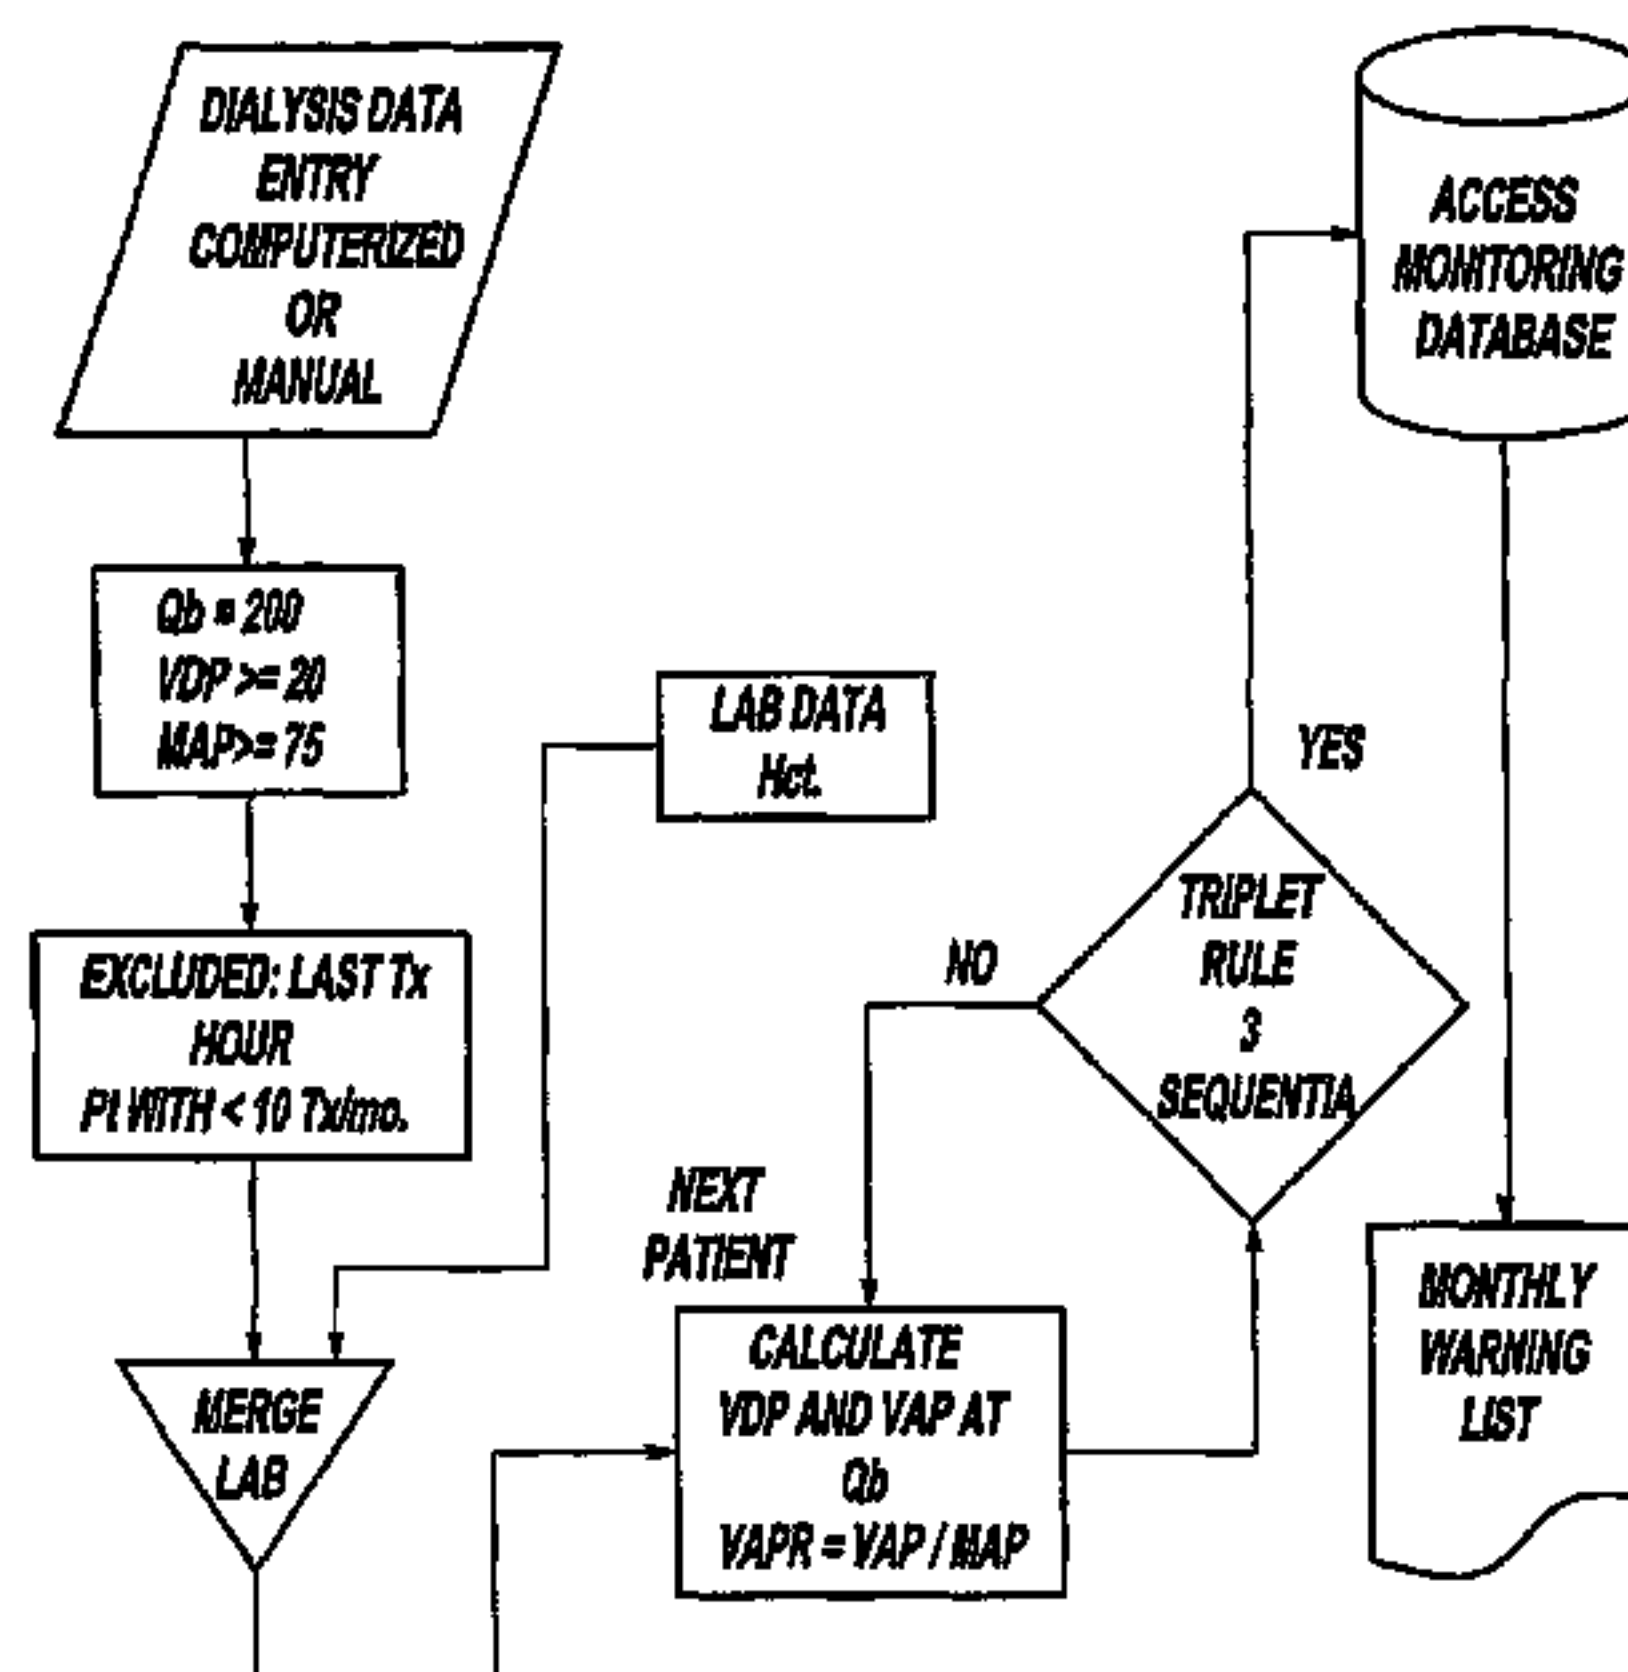 DIALYSIS DATA
ENTRY
COMPUTERIZED
OR
MANUAL
Qb = 200
VDP >= 20
MAP>= 75
EXCLUDED: LAST Tx
HOUR
Pt WITH < 10 Tx/mo.
MERGE
LAB
LAB DATA
Hct.
NEXT
PATIENT
CALCULATE
VDP AND VAP AT
Qb
VAPR = VAP / MAP
NO
TRIPLET
RULE
3
SEQUENTIA
YES
ACCESS
MONITORING
DATABASE
MONTHLY
WARNING
LIST